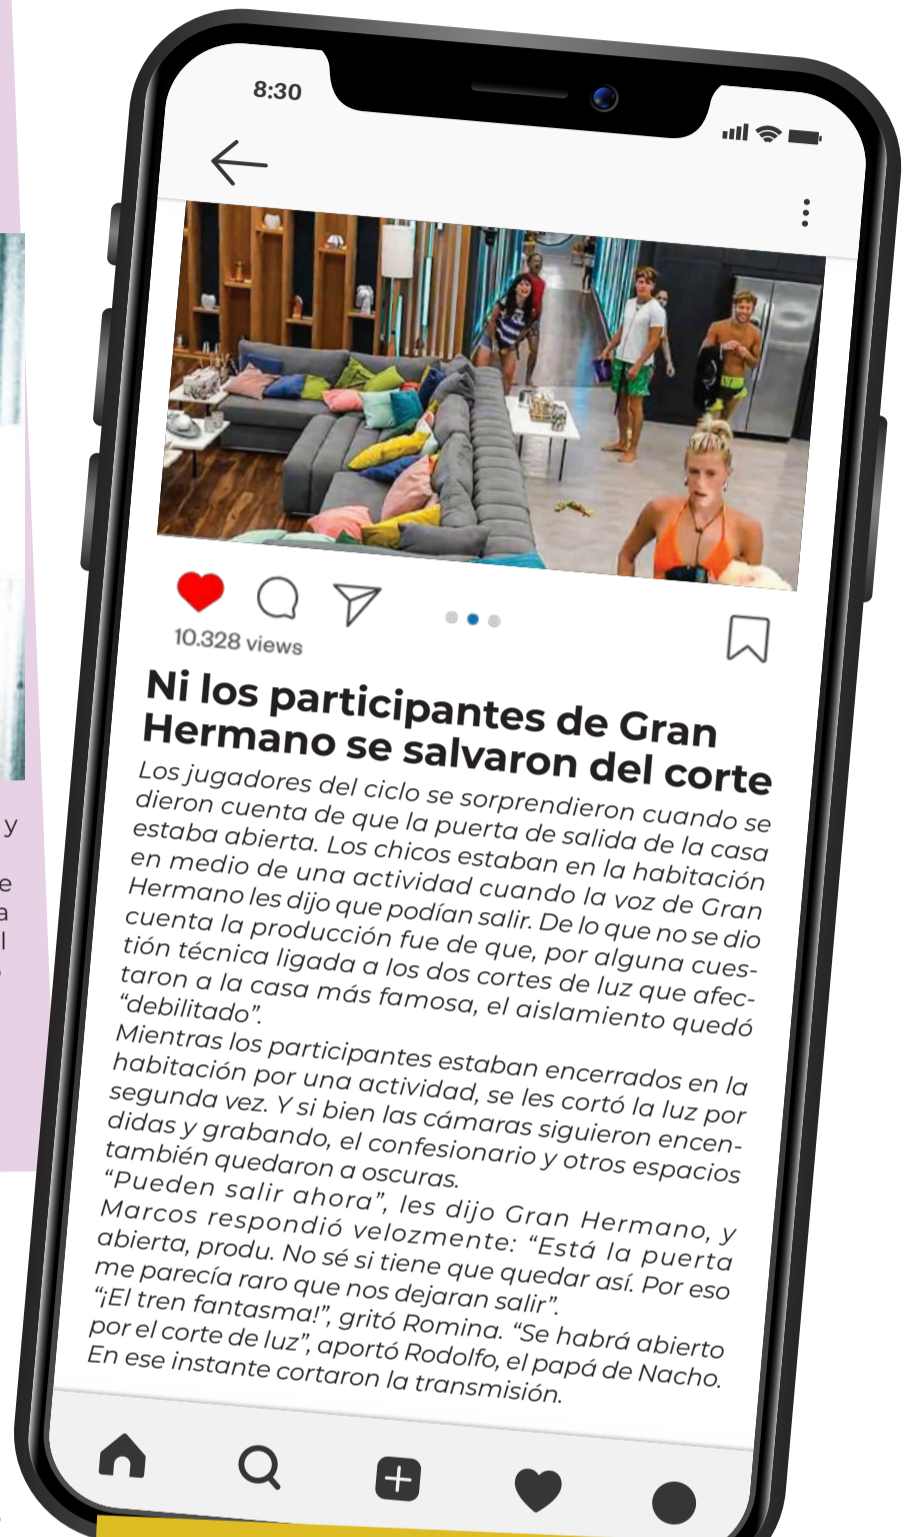 8:30
10.328 views
Ni los participantes de Gran
Hermano se salvaron del corte
Los jugadores del ciclo se sorprendieron cuando se
dieron cuenta de que la puerta de salida de la casa
estaba abierta. Los chicos estaban en la habitación
en medio de una actividad cuando la voz de Gran
Hermano les dijo que podían salir. De lo que no se dio
cuenta la producción fue de que, por alguna cues-
tión técnica ligada a los dos cortes de luz que afec-
taron a la casa más famosa, el aislamiento quedó
“debilitado”.
Mientras los participantes estaban encerrados en la
habitación por una actividad, se les cortó la luz por
segunda vez. Y si bien las cámaras siguieron encen-
didas y grabando, el confesionario y otros espacios
también quedaron a oscuras.
“Pueden salir ahora”, les dijo Gran Hermano, y
Marcos respondió velozmente: “Está la puerta
abierta, produ. No sé si tiene que quedar así. Por eso
me parecía raro que nos dejaran salir”.
“¡El tren fantasma!”, gritó Romina. “Se habrá abierto
por el corte de luz”, aportó Rodolfo, el papá de Nacho.
En ese instante cortaron la transmisión.
y
e
a
l